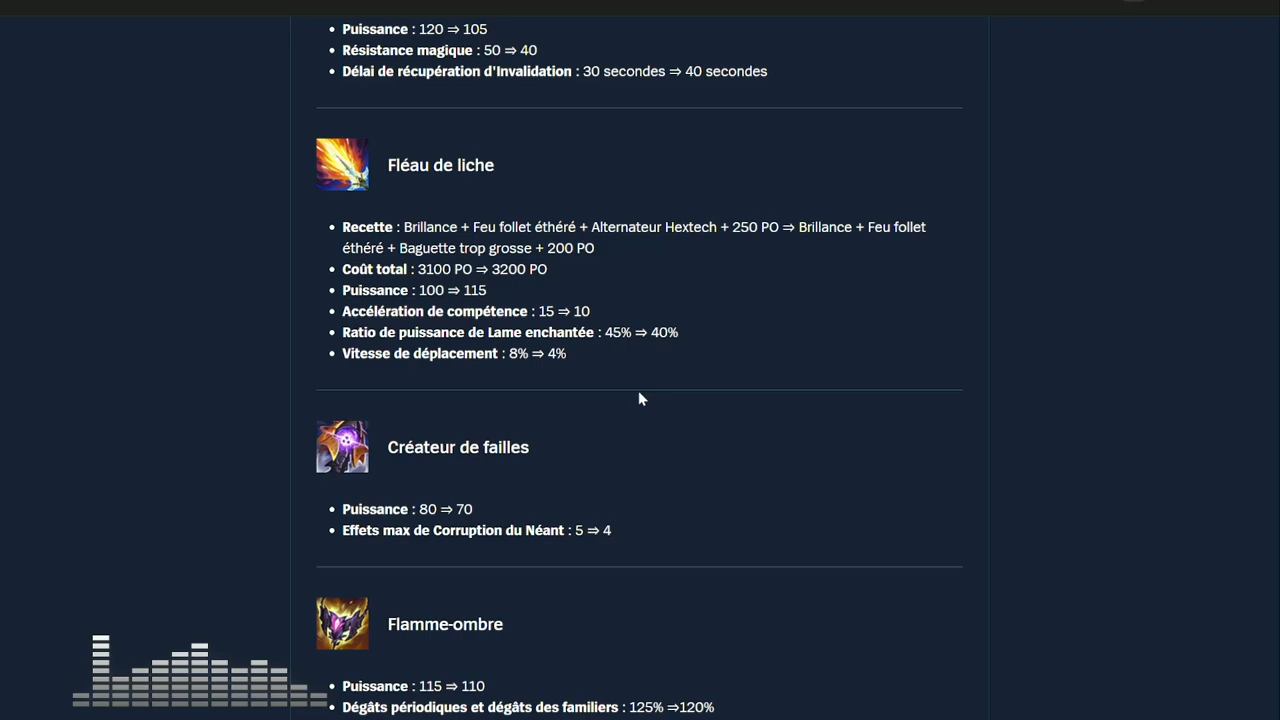 • Puissance : 120 ⇒ 105
• Résistance magique : 50 ⇒ 40
• Délai de récupération d'Invalidation : 30 secondes ⇒ 40 secondes
Fléau de liche
• Recette : Brillance + Feu follet éthéré + Alternateur Hextech + 250 PO ⇒ Brillance + Feu follet
éthéré + Baguette trop grosse + 200 PO
• Coût total : 3100 PO ⇒ 3200 PO
• Puissance : 100 ⇒ 115
• Accélération de compétence : 15 ⇒ 10
• Ratio de puissance de Lame enchantée : 45% ⇒ 40%
• Vitesse de déplacement : 8% ⇒ 4%
Créateur de failles
• Puissance : 80 ⇒ 70
• Effets max de Corruption du Néant : 5 ⇒ 4
Flamme-ombre
• Puissance : 115 ⇒ 110
• Dégâts périodiques et dégâts des familiers : 125% ⇒120%